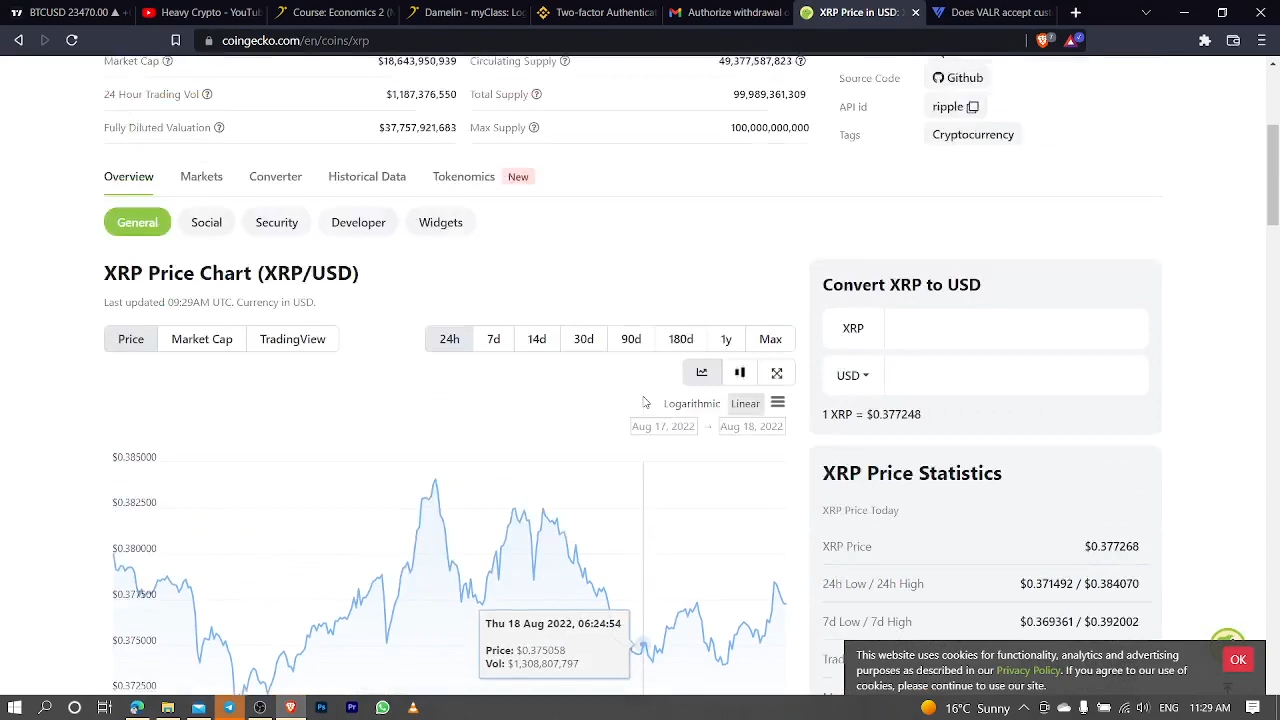 BTCUSD 23470.00
Heavy Crypto - YouTu
Course: Economics 2 (
Damelin - myClass: Lo
Two-factor Authenticat
Authorize withdrawal
XRP Price in USD:
Does VALR accept cust
coingecko.com/en/coins/xrp
7
Market Cap
$18,643,950,939
Circulating Supply
49,377,587,823
24 Hour Trading Vol
$1,187,376,550
Total Supply
99,989,361,309
Fully Diluted Valuation
$37,757,921,683
Max Supply
100,000,000,000
Source Code
Github
API id
ripple
Tags
Cryptocurrency
Overview
Markets
Converter
Historical Data
Tokenomics
New
General
Social
Security
Developer
Widgets
XRP Price Chart (XRP/USD)
Last updated 09:29AM UTC. Currency in USD.
Price
Market Cap
TradingView
24h
7d
14d
30d
90d
180d
1y
Max
Logarithmic
Linear
Aug 17, 2022 → Aug 18, 2022
$0.385000
$0.382500
$0.380000
$0.377500
$0.375000
$0.372500
Thu 18 Aug 2022, 06:24:54
Price: $0.375058
Vol: $1,308,807,797
Convert XRP to USD
XRP
USD
1 XRP = $0.377248
XRP Price Statistics
XRP Price Today
XRP Price
$0.377268
24h Low / 24h High
$0.371492 / $0.384070
7d Low / 7d High
$0.369361 / $0.392002
Trad
This website uses cookies for functionality, analytics and advertising
purposes as described in our Privacy Policy. If you agree to our use of
cookies, please continue to use our site.
OK
16°C Sunny
ENG
11:29 AM